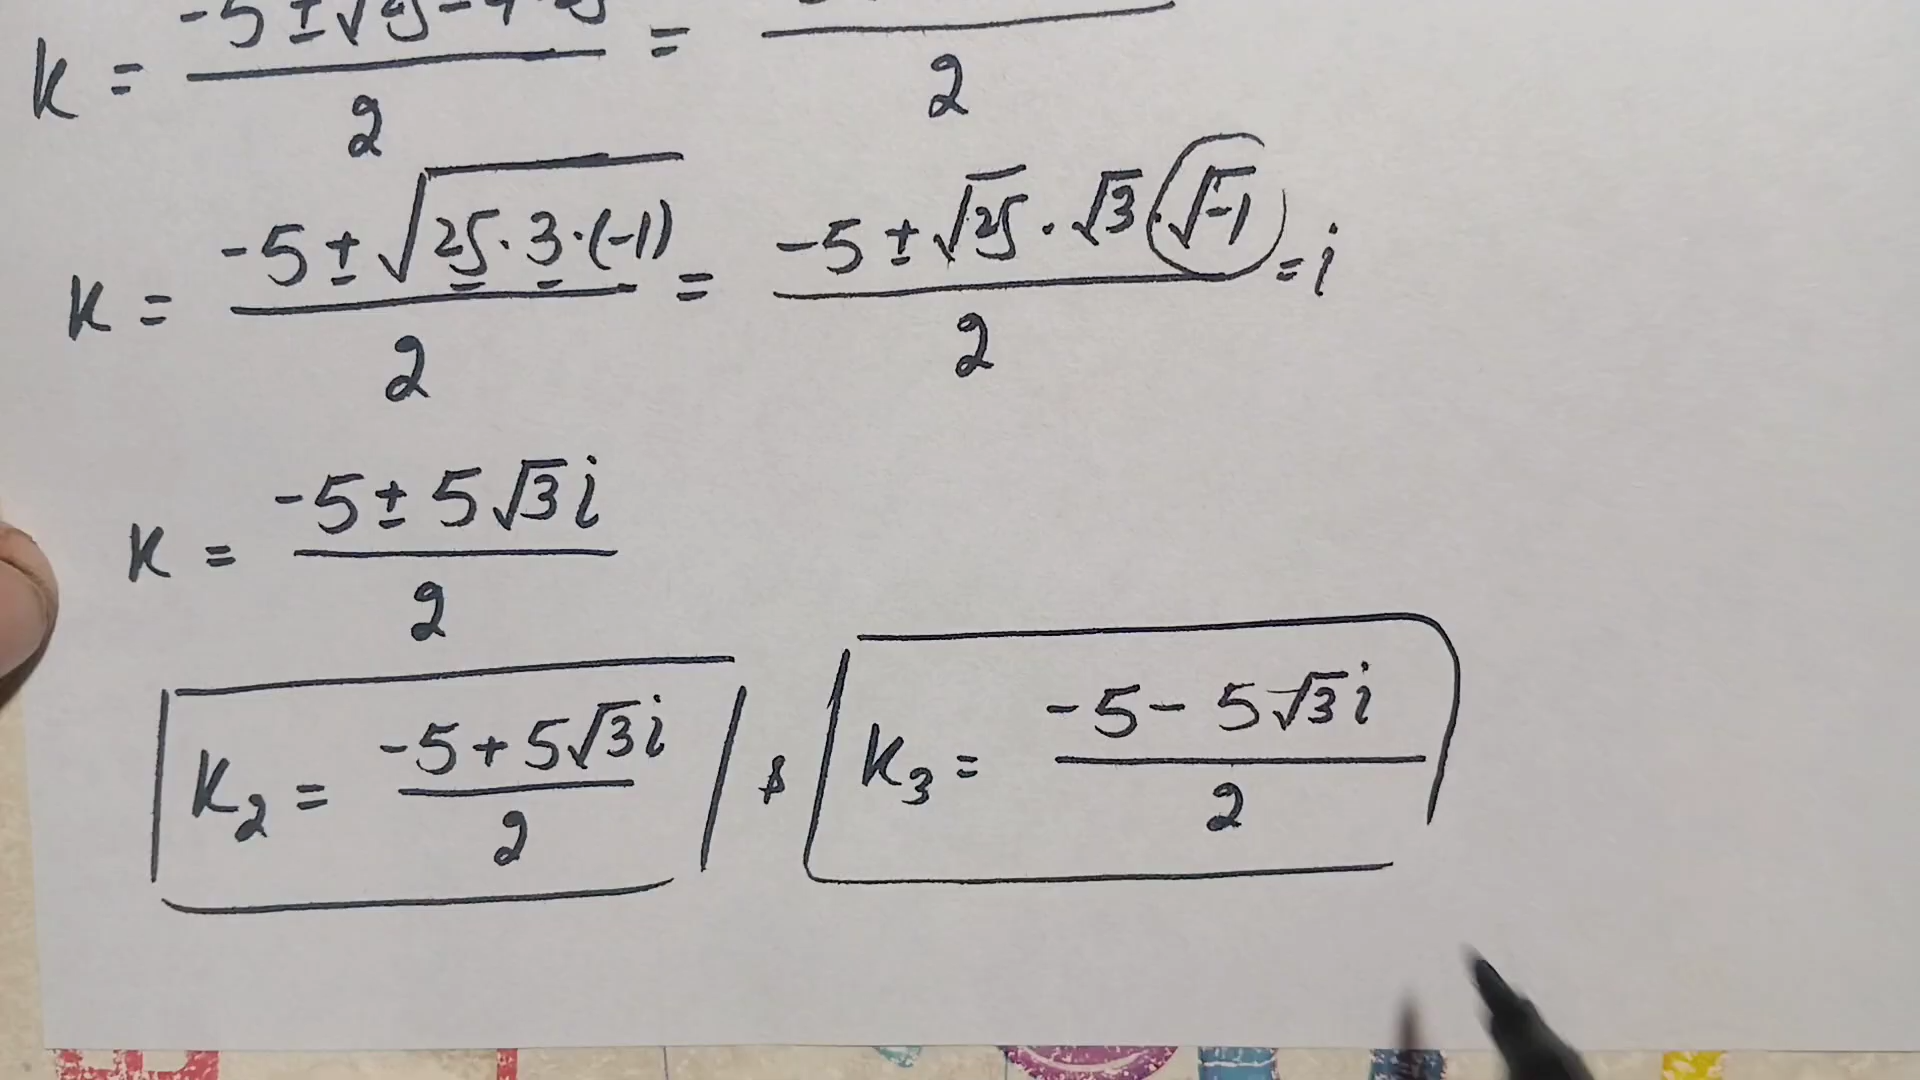 K = -5 ± √25-4·25 / 2 = / 2
K = -5 ± √25·3·(-1) / 2 = -5 ± √25 · √3 · √-1 / 2 = i
K = -5 ± 5√3 i / 2
K₂ = -5 + 5√3 i / 2 & K₃ = -5 - 5√3 i / 2